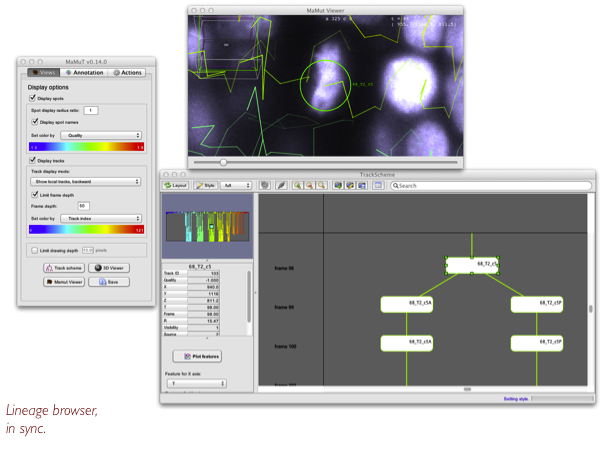 MaMut Viewer
MaMuT v0.14.0
Views Annotation Actions
Display options
Display spots
Spot display radius ratio: 1
Display spot names
Set color by Quality
Display tracks
Track display mode:
Show local tracks, backward
Limit frame depth
Frame depth: 50
Set color by Track index
Limit drawing depth pixels
Track scheme 3D Viewer
Mamut Viewer Save
68_T2_c5
TrackScheme
Layout Style full Search
68_T2_c5
Track ID 103
Quality -1.000
X 940.0
Y 1116
Z 811.2
T 98.00
Frame 98.00
R 15.47
Visibility 1
Source
Plot features
Feature for X axis:
T
68_T2_c5
frame 99
68_T2_c5A 68_T2_c5P
frame 100
68_T2_c5A 68_T2_c5P
Setting style.
Lineage browser,
in sync.